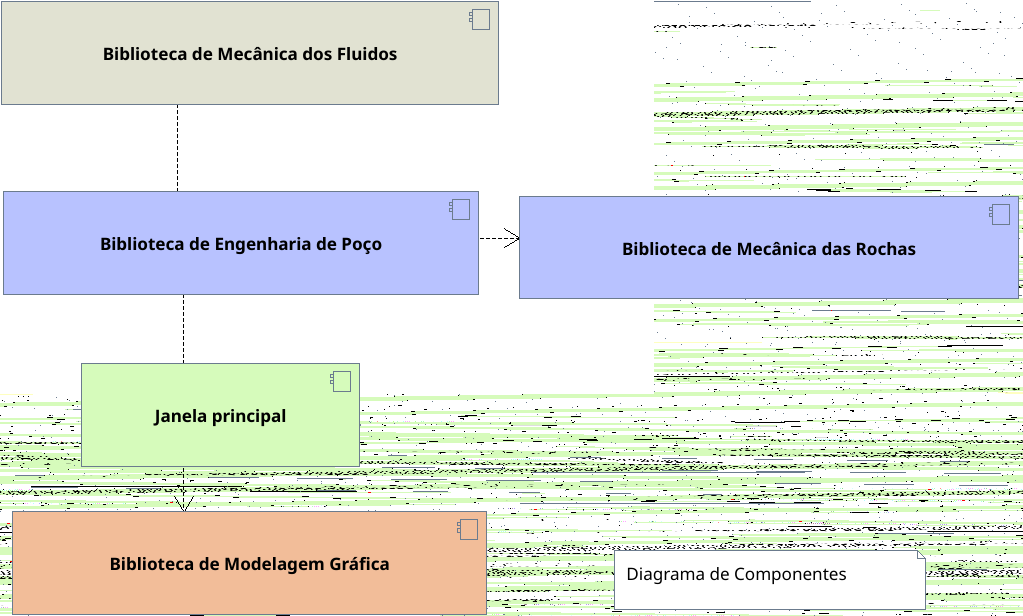 Biblioteca de Mecânica dos Fluidos
Biblioteca de Engenharia de Poço
Biblioteca de Mecânica das Rochas
Janela principal
Biblioteca de Modelagem Gráfica
Diagrama de Componentes